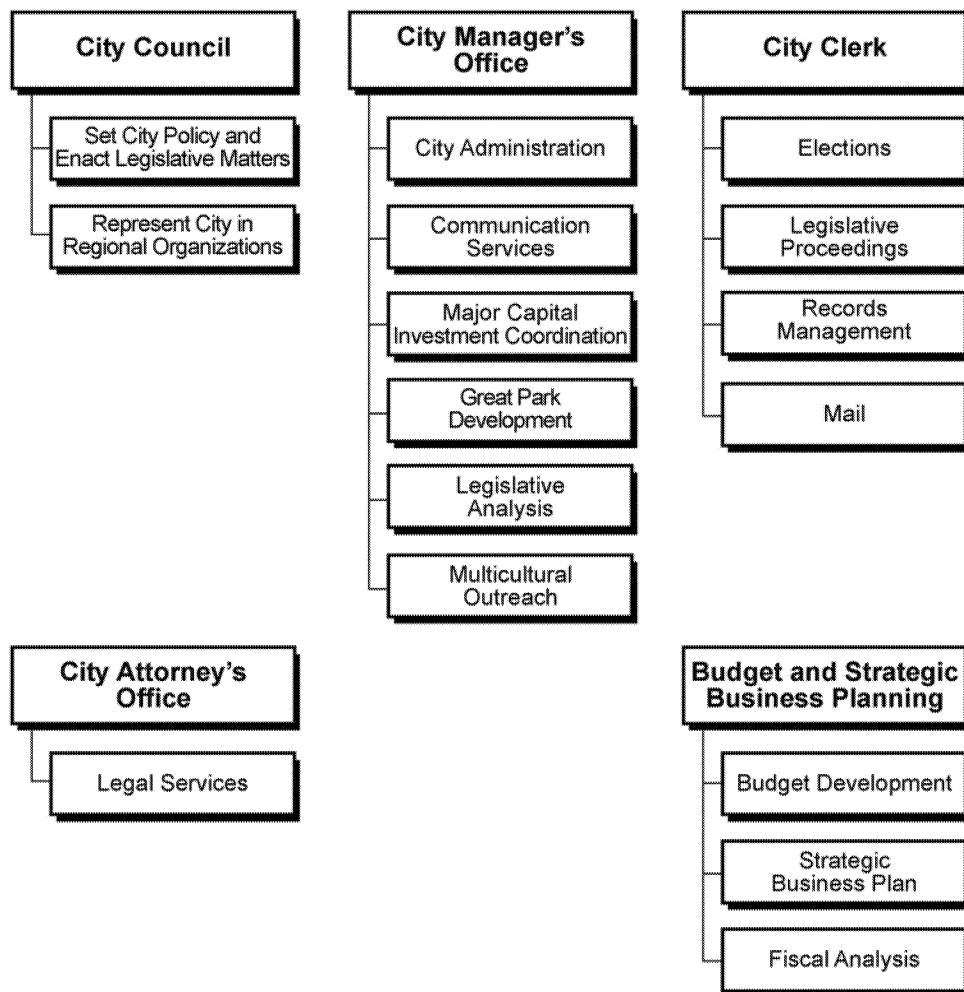 City Council
Set City Policy and
Enact Legislative Matters
Represent City in
Regional Organizations
City Manager's
Office
City Administration
Communication
Services
Major Capital
Investment Coordination
Great Park
Development
Legislative
Analysis
Multicultural
Outreach
City Clerk
Elections
Legislative
Proceedings
Records
Management
Mail
City Attorney's
Office
Legal Services
Budget and Strategic
Business Planning
Budget Development
Strategic
Business Plan
Fiscal Analysis